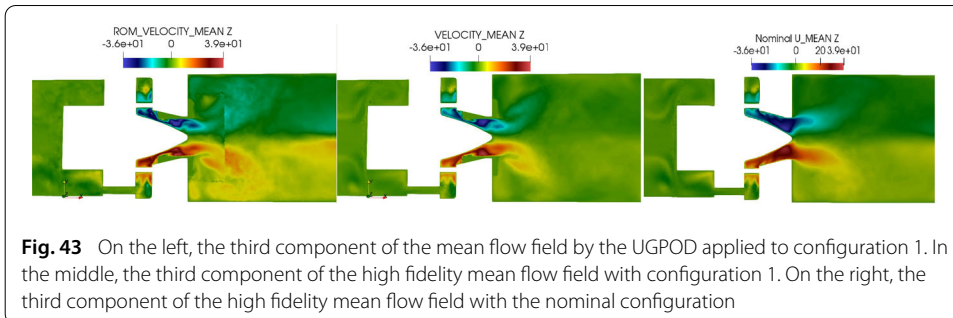 ROM_VELOCITY_MEAN Z
-3.6e+01 0 3.9e+01
VELOCITY_MEAN Z
-3.6e+01 0 3.9e+01
Nominal U_MEAN Z
-3.6e+01 0 20 3.9e+01
Fig. 43 On the left, the third component of the mean flow field by the UGPOD applied to configuration 1. In
the middle, the third component of the high fidelity mean flow field with configuration 1. On the right, the
third component of the high fidelity mean flow field with the nominal configuration